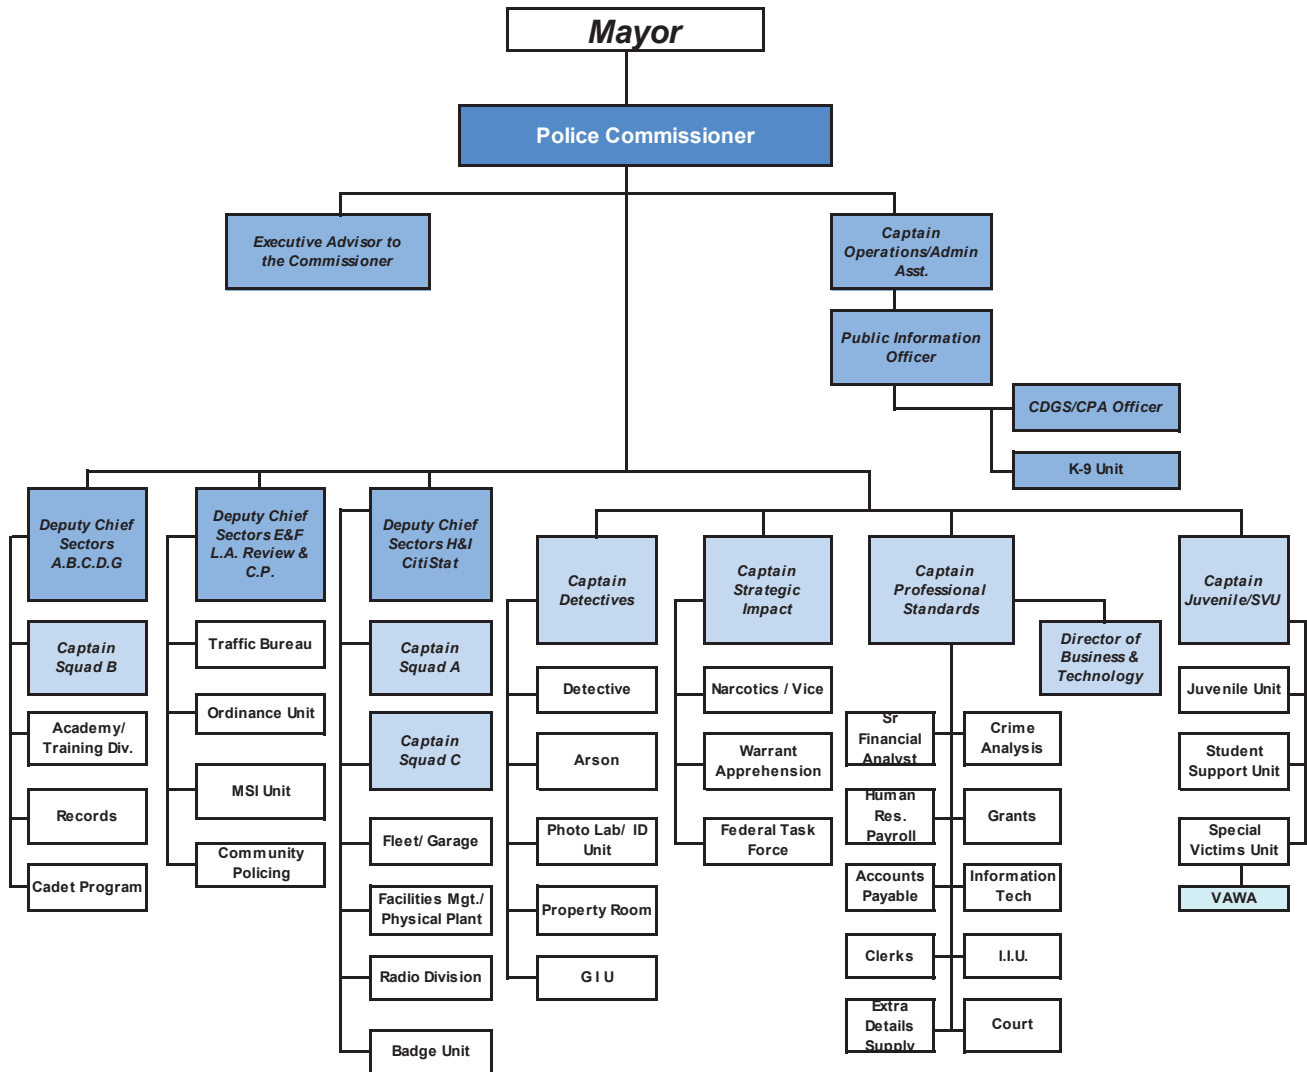 Mayor
Police Commissioner
Executive Advisor to
the Commissioner
Captain
Operations/Admin
Asst.
Public Information
Officer
CDGS/CPA Officer
K-9 Unit
Deputy Chief
Sectors
A.B.C.D.G
Captain
Squad B
Academy/
Training Div.
Records
Cadet Program
Deputy Chief
Sectors E&F
L.A. Review &
C.P.
Traffic Bureau
Ordinance Unit
MSI Unit
Community
Policing
Deputy Chief
Sectors H&I
CitiStat
Captain
Squad A
Captain
Squad C
Fleet/ Garage
Facilities Mgt./
Physical Plant
Radio Division
Badge Unit
Captain
Detectives
Detective
Arson
Photo Lab/ ID
Unit
Property Room
G I U
Captain
Strategic
Impact
Narcotics / Vice
Warrant
Apprehension
Federal Task
Force
Captain
Professional
Standards
Director of
Business &
Technology
Sr
Financial
Analyst
Crime
Analysis
Human
Res.
Payroll
Grants
Accounts
Payable
Information
Tech
Clerks
I.I.U.
Extra
Details
Supply
Court
Captain
Juvenile/SVU
Juvenile Unit
Student
Support Unit
Special
Victims Unit
VAWA